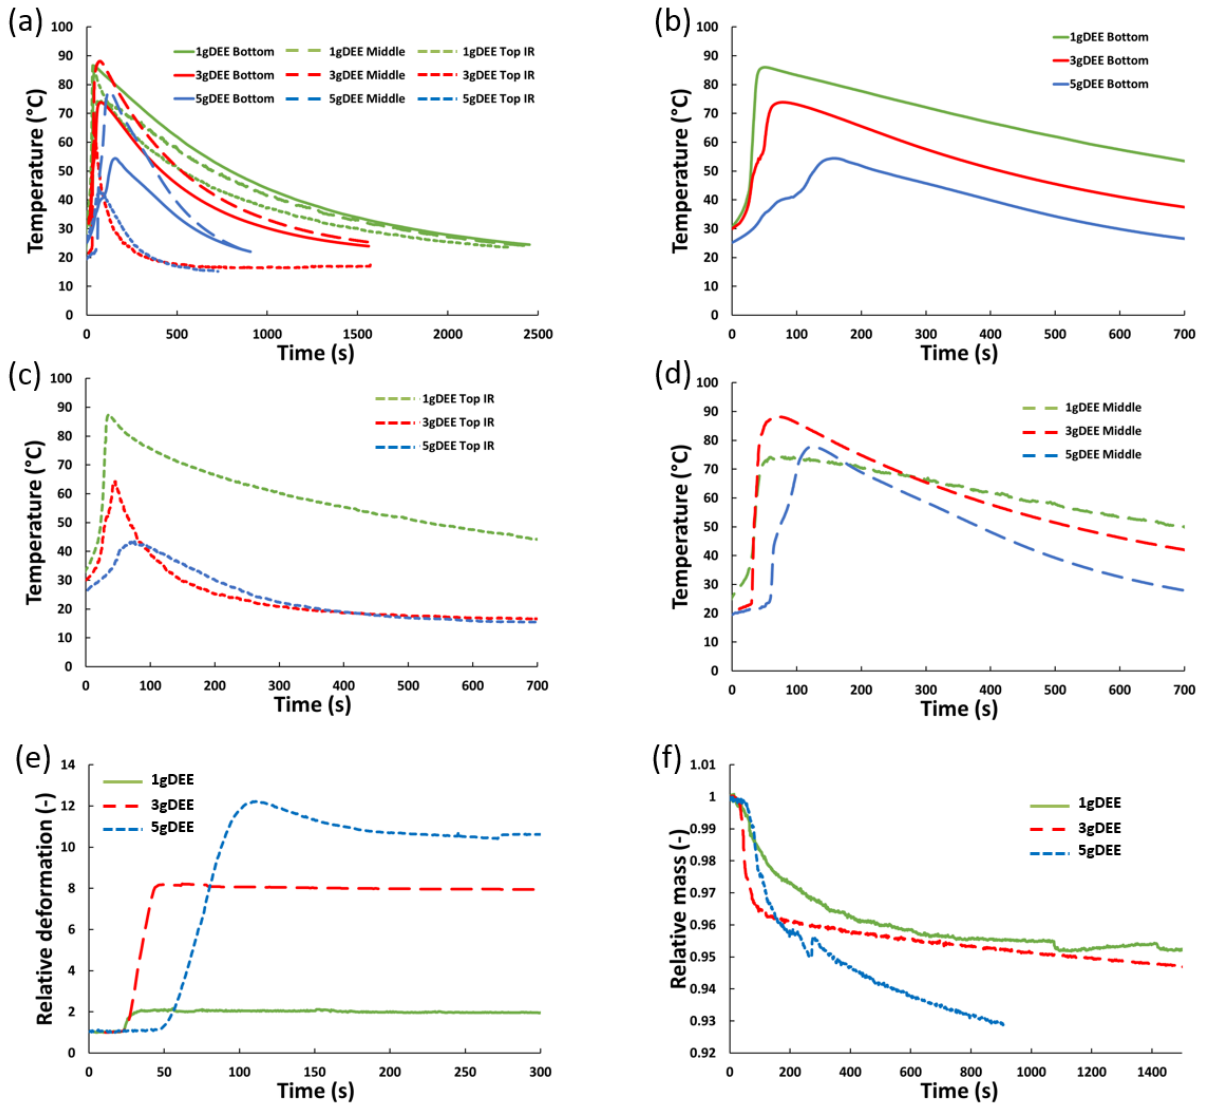 (a)
100
90
80
70
60
50
40
30
20
10
0
Temperature (°C)
1gDEE Bottom 1gDEE Middle 1gDEE Top IR
3gDEE Bottom 3gDEE Middle 3gDEE Top IR
5gDEE Bottom 5gDEE Middle 5gDEE Top IR
0 500 1000 1500 2000 2500
Time (s)
(b)
100
90
80
70
60
50
40
30
20
10
0
Temperature (°C)
1gDEE Bottom
3gDEE Bottom
5gDEE Bottom
0 100 200 300 400 500 600 700
Time (s)
(c)
100
90
80
70
60
50
40
30
20
10
0
Temperature (°C)
1gDEE Top IR
3gDEE Top IR
5gDEE Top IR
0 100 200 300 400 500 600 700
Time (s)
(d)
100
90
80
70
60
50
40
30
20
10
0
Temperature (°C)
1gDEE Middle
3gDEE Middle
5gDEE Middle
0 100 200 300 400 500 600 700
Time (s)
(e)
14
12
10
8
6
4
2
0
Relative deformation (-)
1gDEE
3gDEE
5gDEE
0 50 100 150 200 250 300
Time (s)
(f)
1.01
1
0.99
0.98
0.97
0.96
0.95
0.94
0.93
0.92
Relative mass (-)
1gDEE
3gDEE
5gDEE
0 200 400 600 800 1000 1200 1400
Time (s)